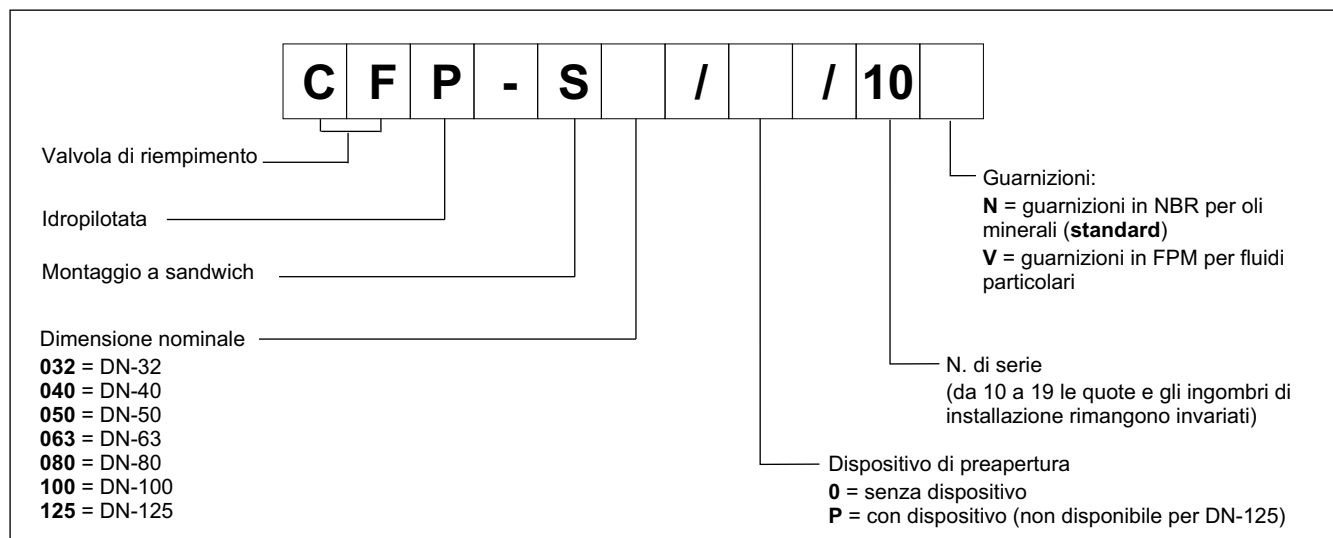 C F P - S / / 10
Valvola di riempimento
Idropilotata
Montaggio a sandwich
Dimensione nominale
032 = DN-32
040 = DN-40
050 = DN-50
063 = DN-63
080 = DN-80
100 = DN-100
125 = DN-125
Guarnizioni:
N = guarnizioni in NBR per oli
minerali (standard)
V = guarnizioni in FPM per fluidi
particolari
N. di serie
(da 10 a 19 le quote e gli ingombri di
installazione rimangono invariati)
Dispositivo di preapertura
0 = senza dispositivo
P = con dispositivo (non disponibile per DN-125)